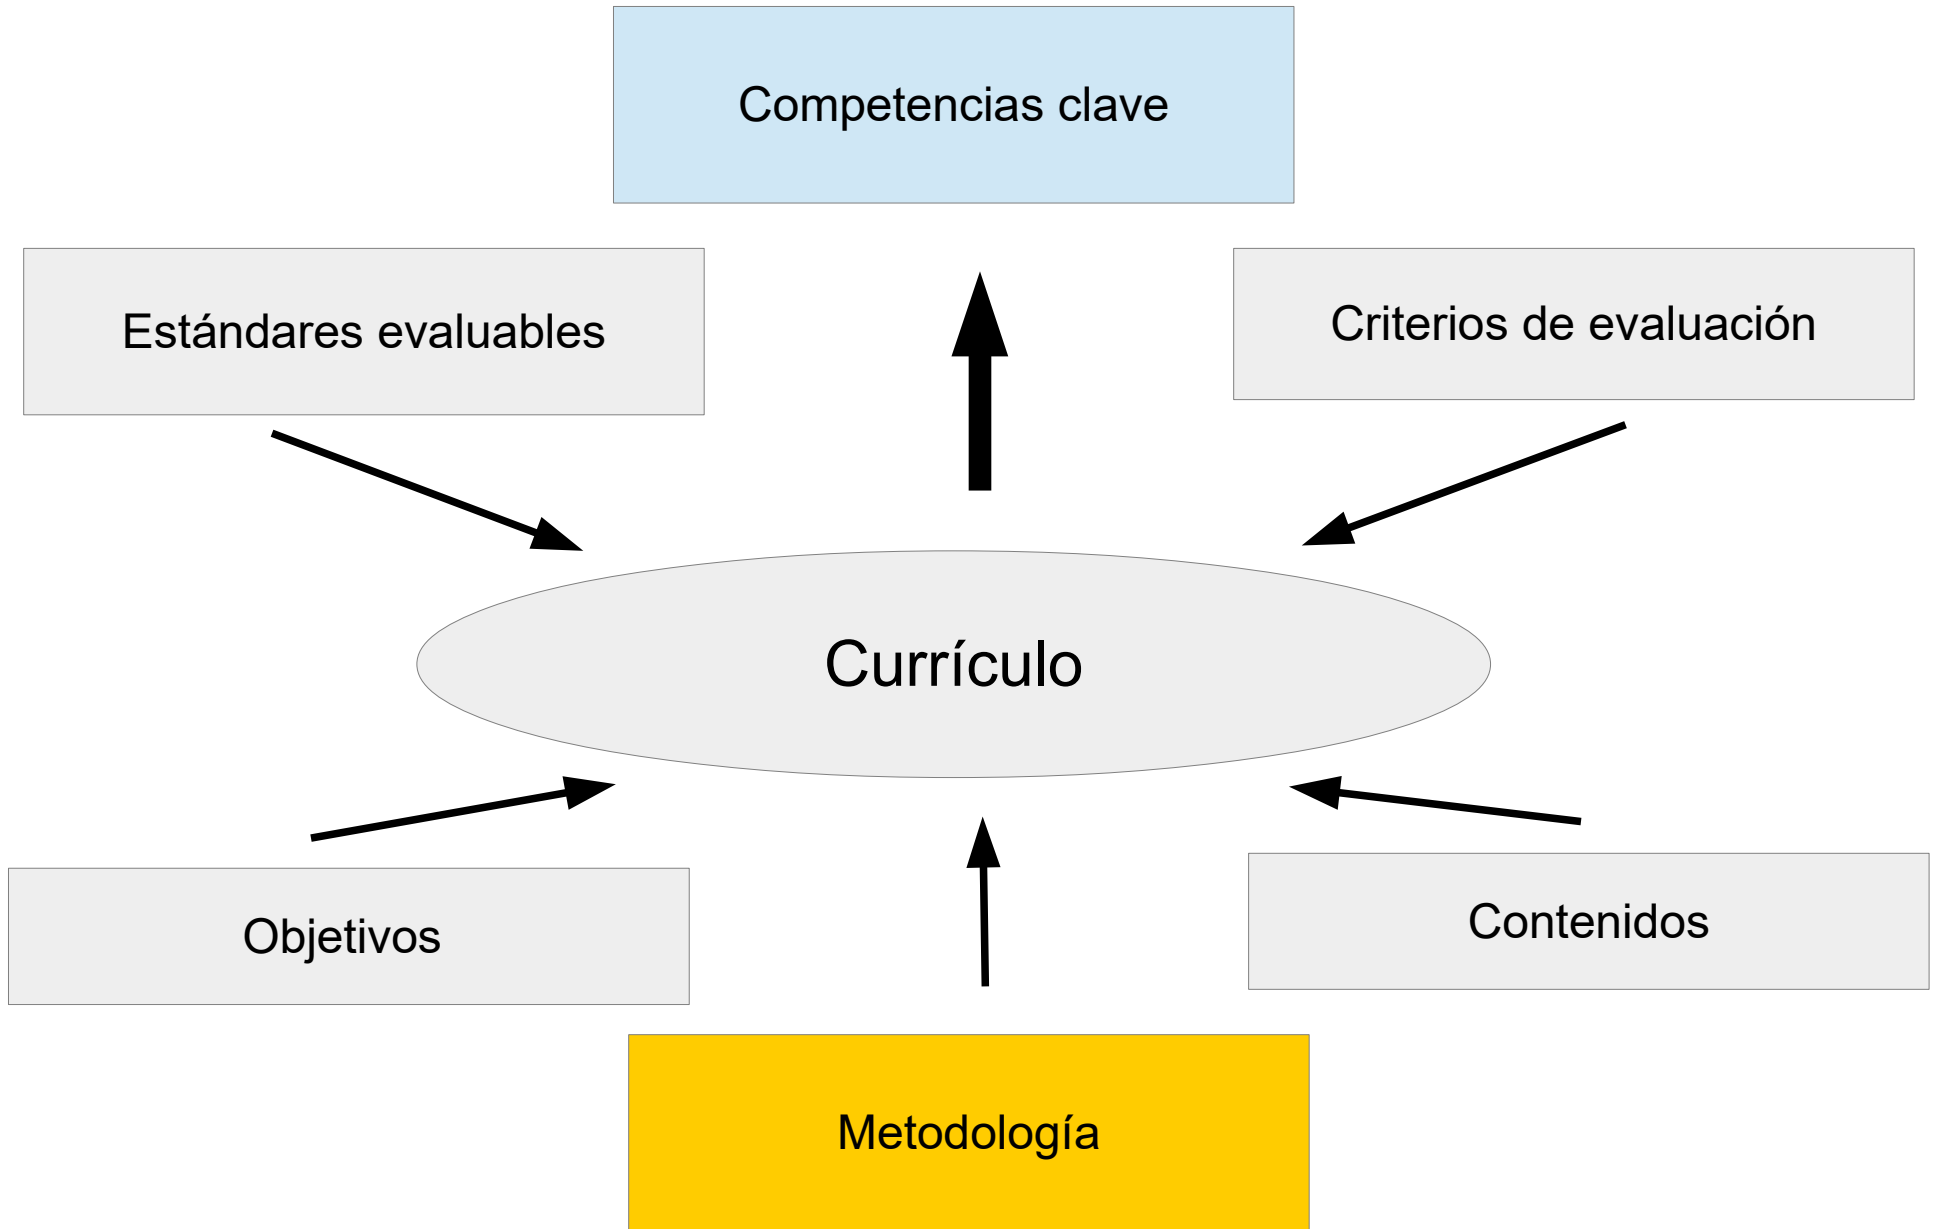 Competencias clave
Estándares evaluables
Criterios de evaluación
Currículo
Objetivos
Contenidos
Metodología